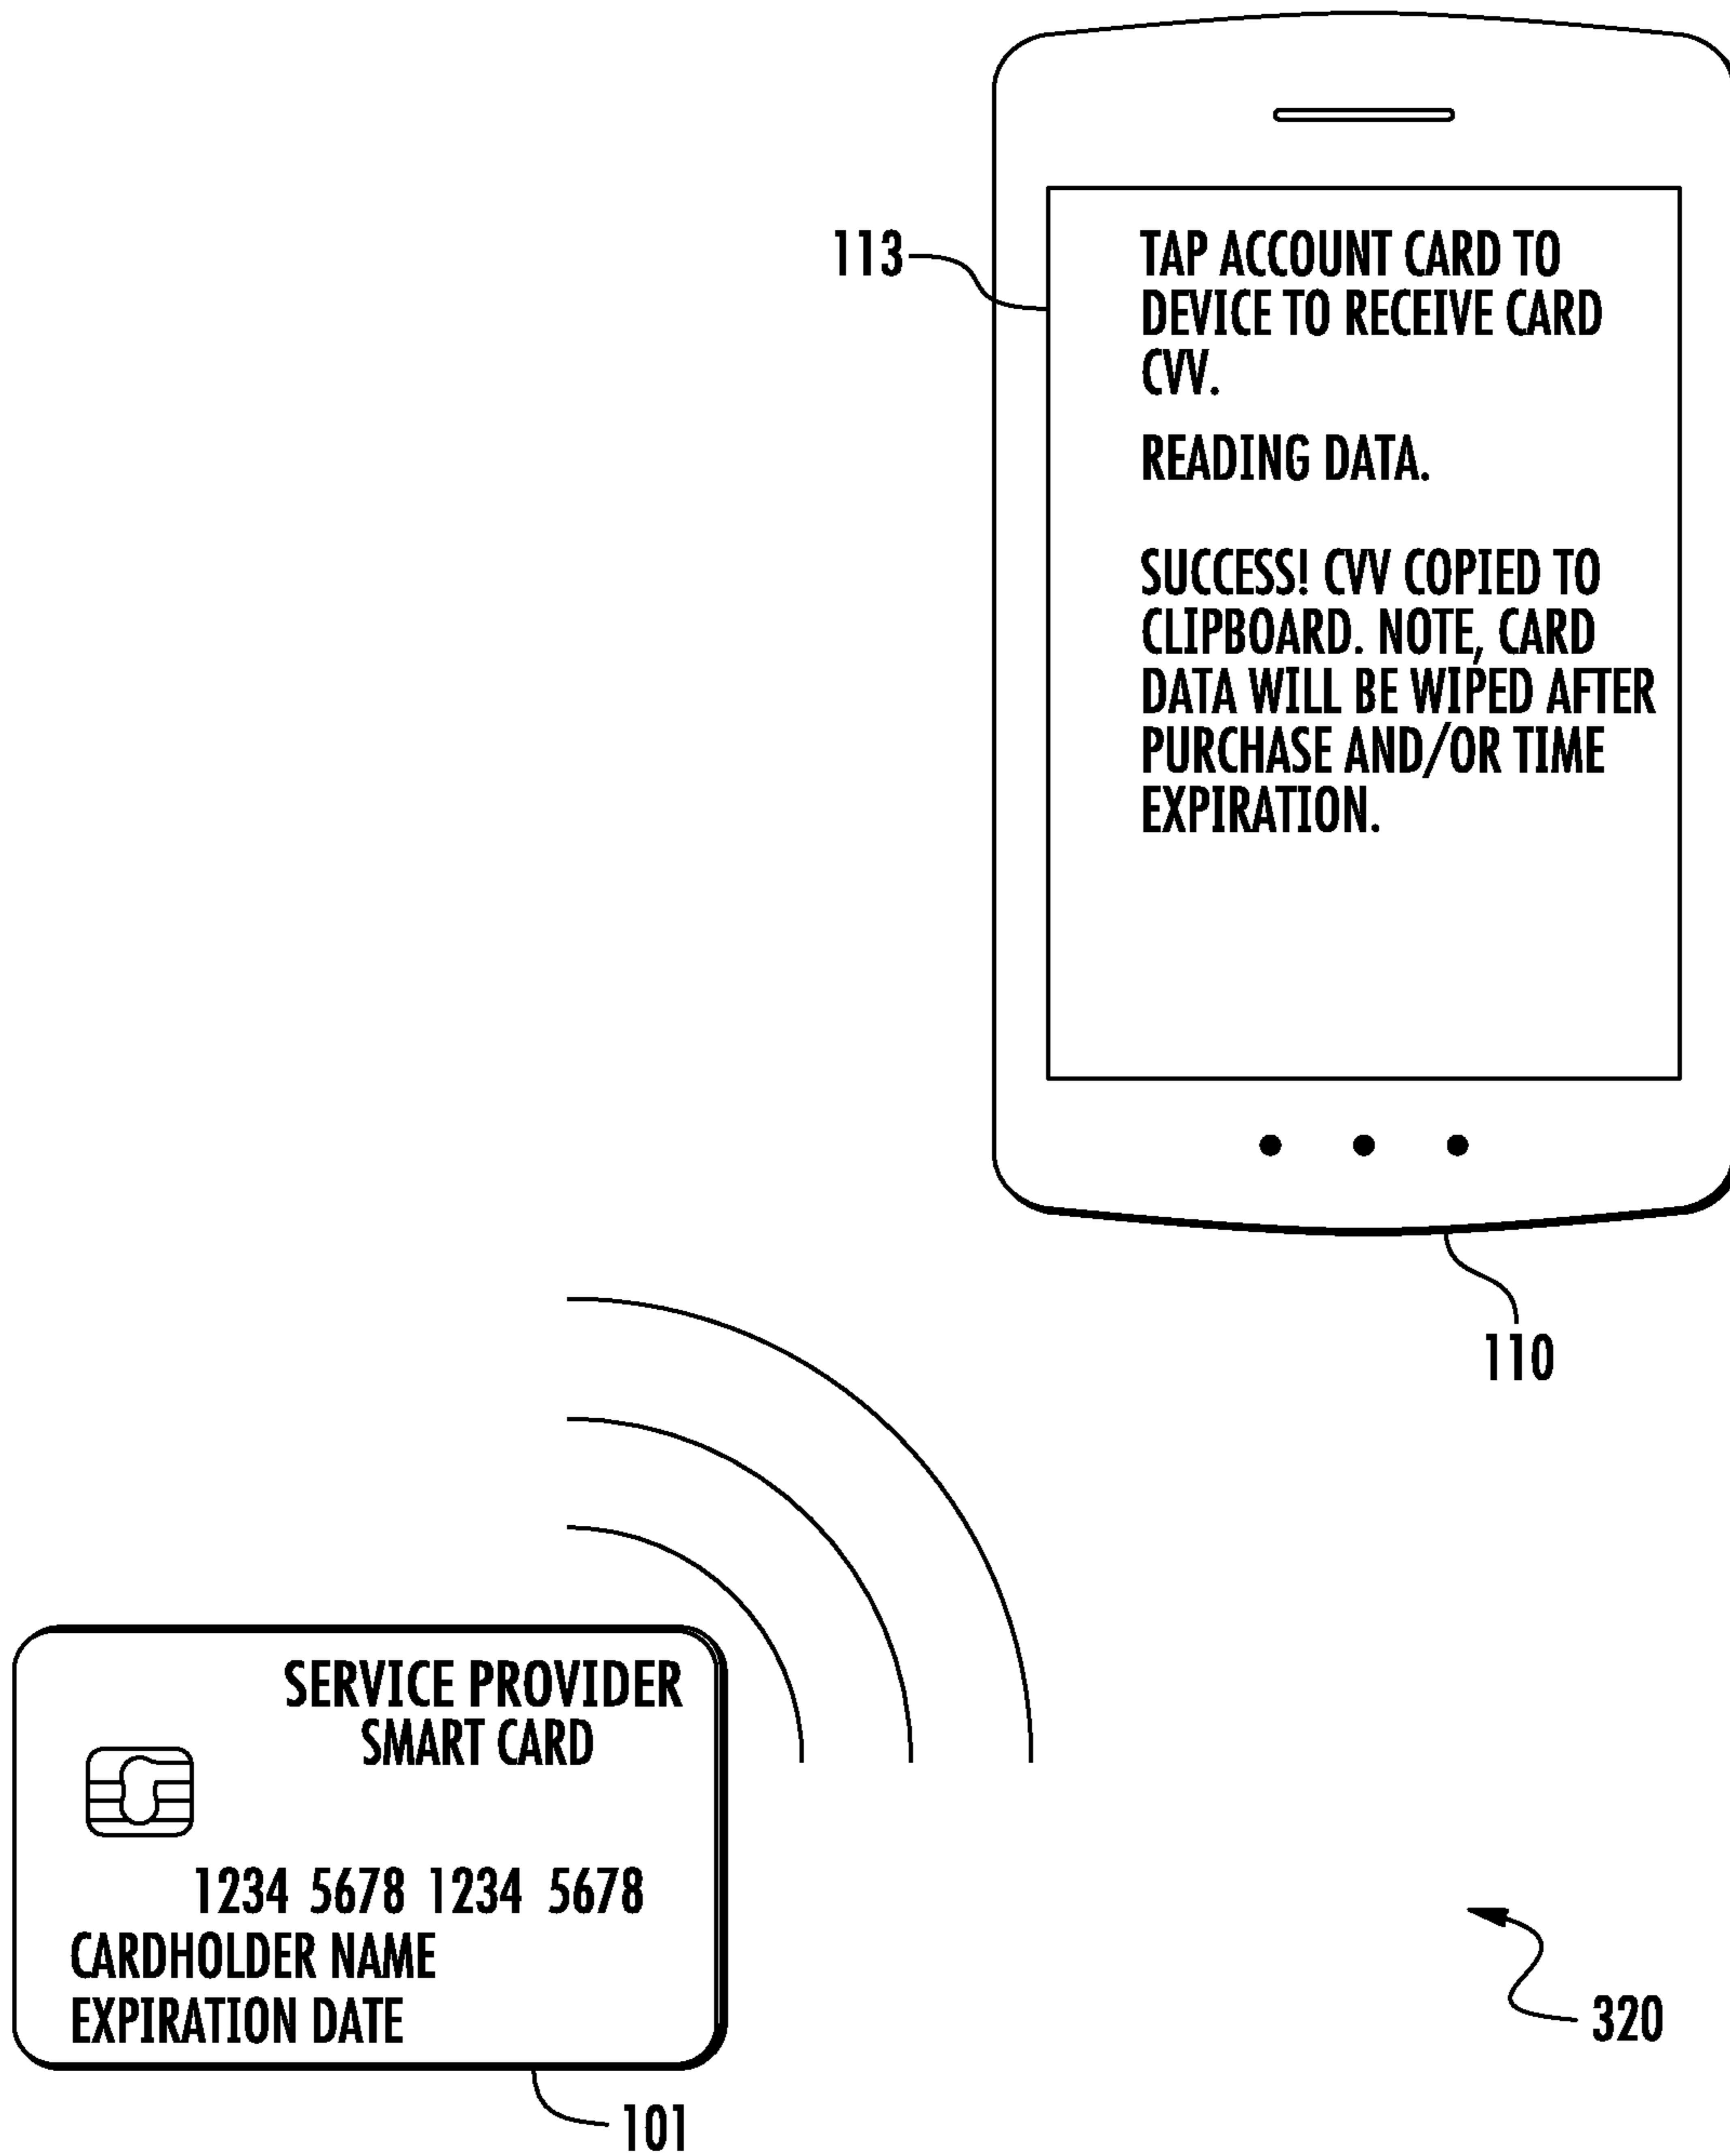 113
TAP ACCOUNT CARD TO
DEVICE TO RECEIVE CARD
CVV.
READING DATA.
SUCCESS! CVV COPIED TO
CLIPBOARD. NOTE, CARD
DATA WILL BE WIPED AFTER
PURCHASE AND/OR TIME
EXPIRATION.
110
SERVICE PROVIDER
SMART CARD
1234 5678 1234 5678
CARDHOLDER NAME
EXPIRATION DATE
320
101